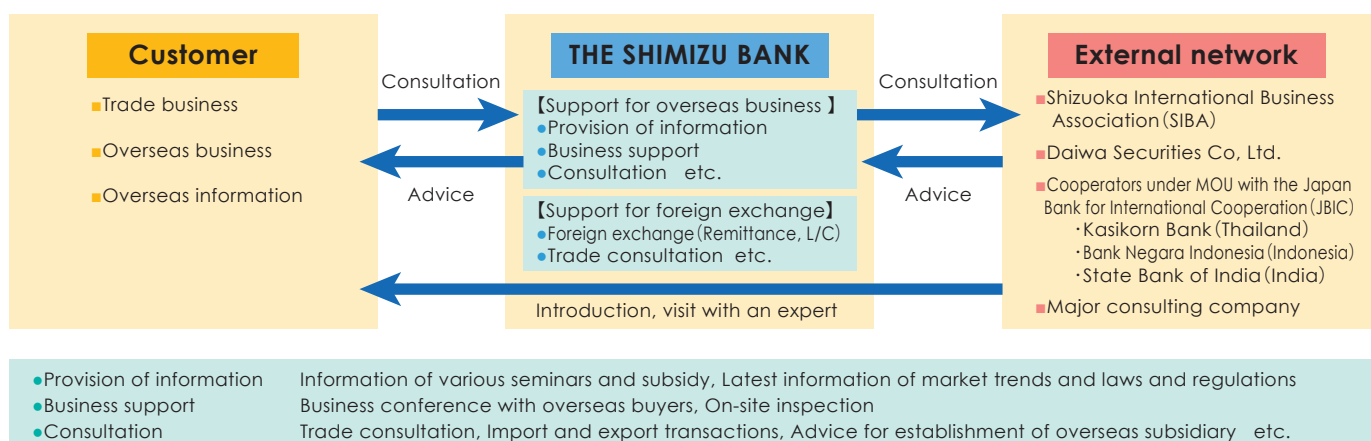 Customer
■Trade business
■Overseas business
■Overseas information
Consultation
Advice
THE SHIMIZU BANK
【Support for overseas business】
●Provision of information
●Business support
●Consultation etc.
【Support for foreign exchange】
●Foreign exchange(Remittance, L/C)
●Trade consultation etc.
Introduction, visit with an expert
Consultation
Advice
External network
■Shizuoka International Business
Association(SIBA)
■Daiwa Securities Co, Ltd.
■Cooperators under MOU with the Japan
Bank for International Cooperation(JBIC)
・Kasikorn Bank(Thailand)
・Bank Negara Indonesia(Indonesia)
・State Bank of India(India)
■Major consulting company
●Provision of information Information of various seminars and subsidy, Latest information of market trends and laws and regulations
●Business support Business conference with overseas buyers, On-site inspection
●Consultation Trade consultation, Import and export transactions, Advice for establishment of overseas subsidiary etc.